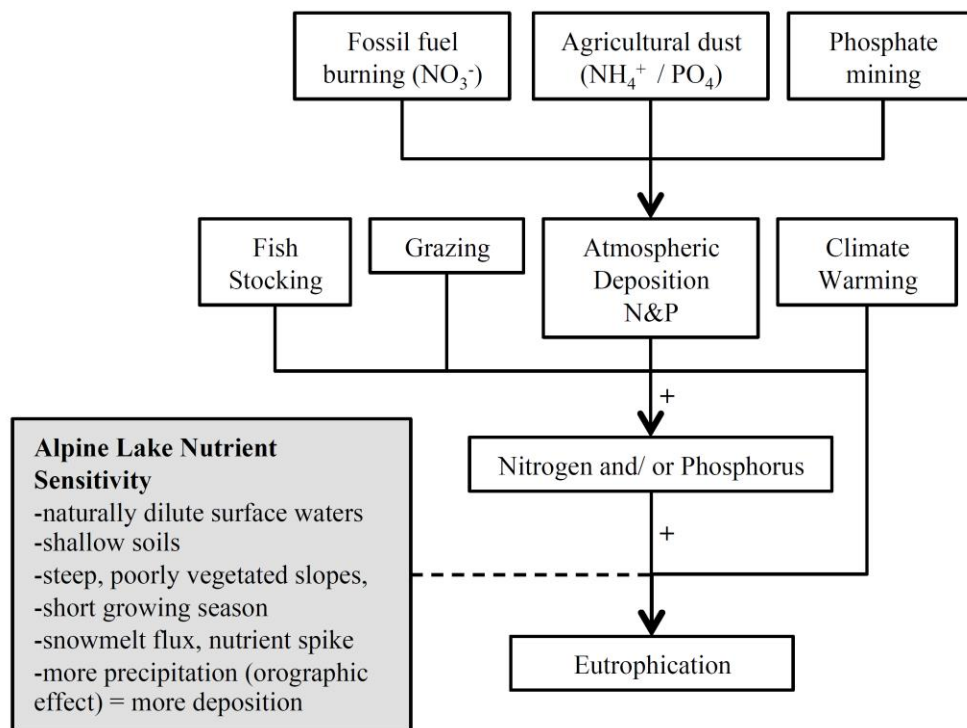 Fossil fuel
burning (NO₃⁻)
Agricultural dust
(NH₄⁺ / PO₄)
Phosphate
mining
Fish
Stocking
Grazing
Atmospheric
Deposition
N&P
Climate
Warming
+
Nitrogen and/ or Phosphorus
+
Alpine Lake Nutrient
Sensitivity
-naturally dilute surface waters
-shallow soils
-steep, poorly vegetated slopes,
-short growing season
-snowmelt flux, nutrient spike
-more precipitation (orographic
effect) = more deposition
Eutrophication